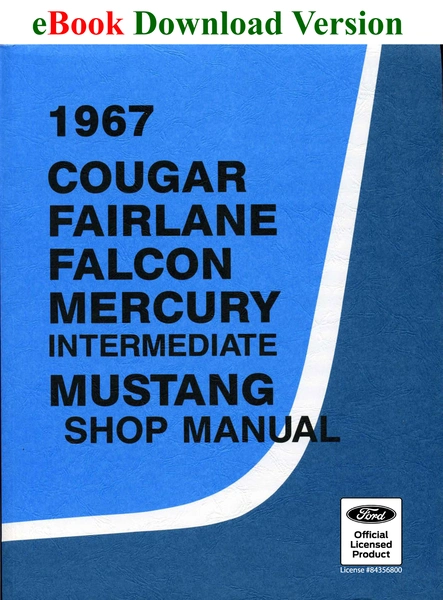 eBook Download Version
1967
COUGAR
FAIRLANE
FALCON
MERCURY
INTERMEDIATE
MUSTANG
SHOP MANUAL
Ford
Official
Licensed
Product
License #84356800